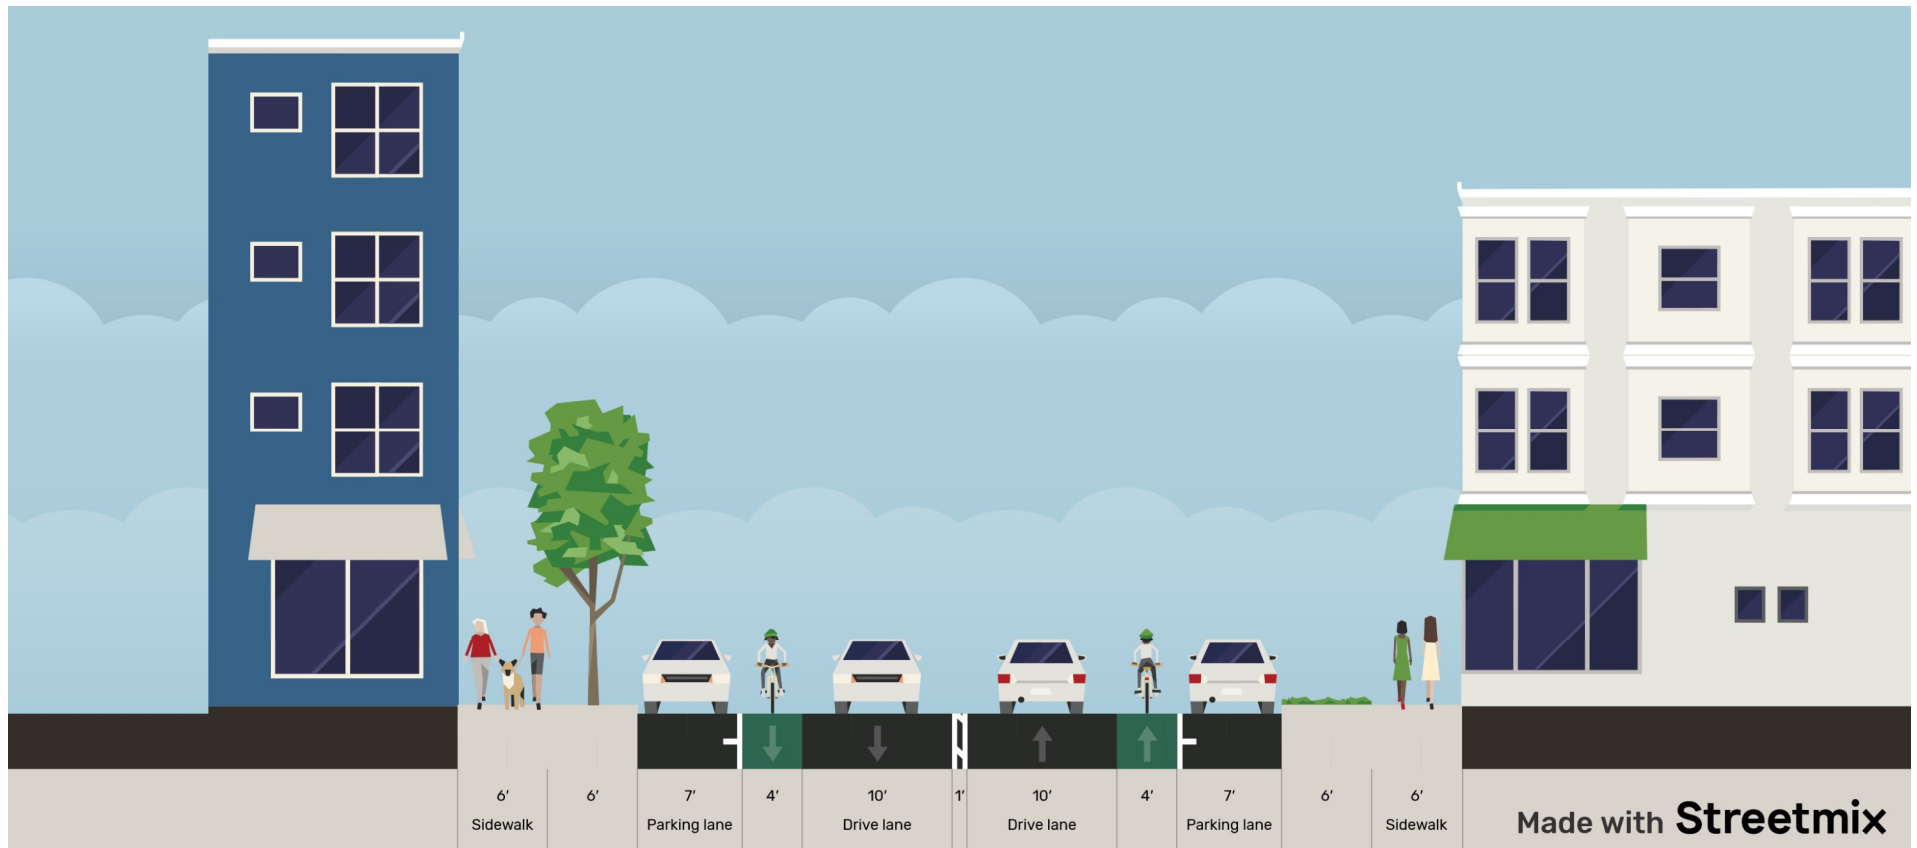 6′ 6′ 7′ 4′ 10′ 1′ 10′ 4′ 7′ 6′ 6′
Sidewalk Parking lane Drive lane Drive lane Parking lane Sidewalk
Made with Streetmix